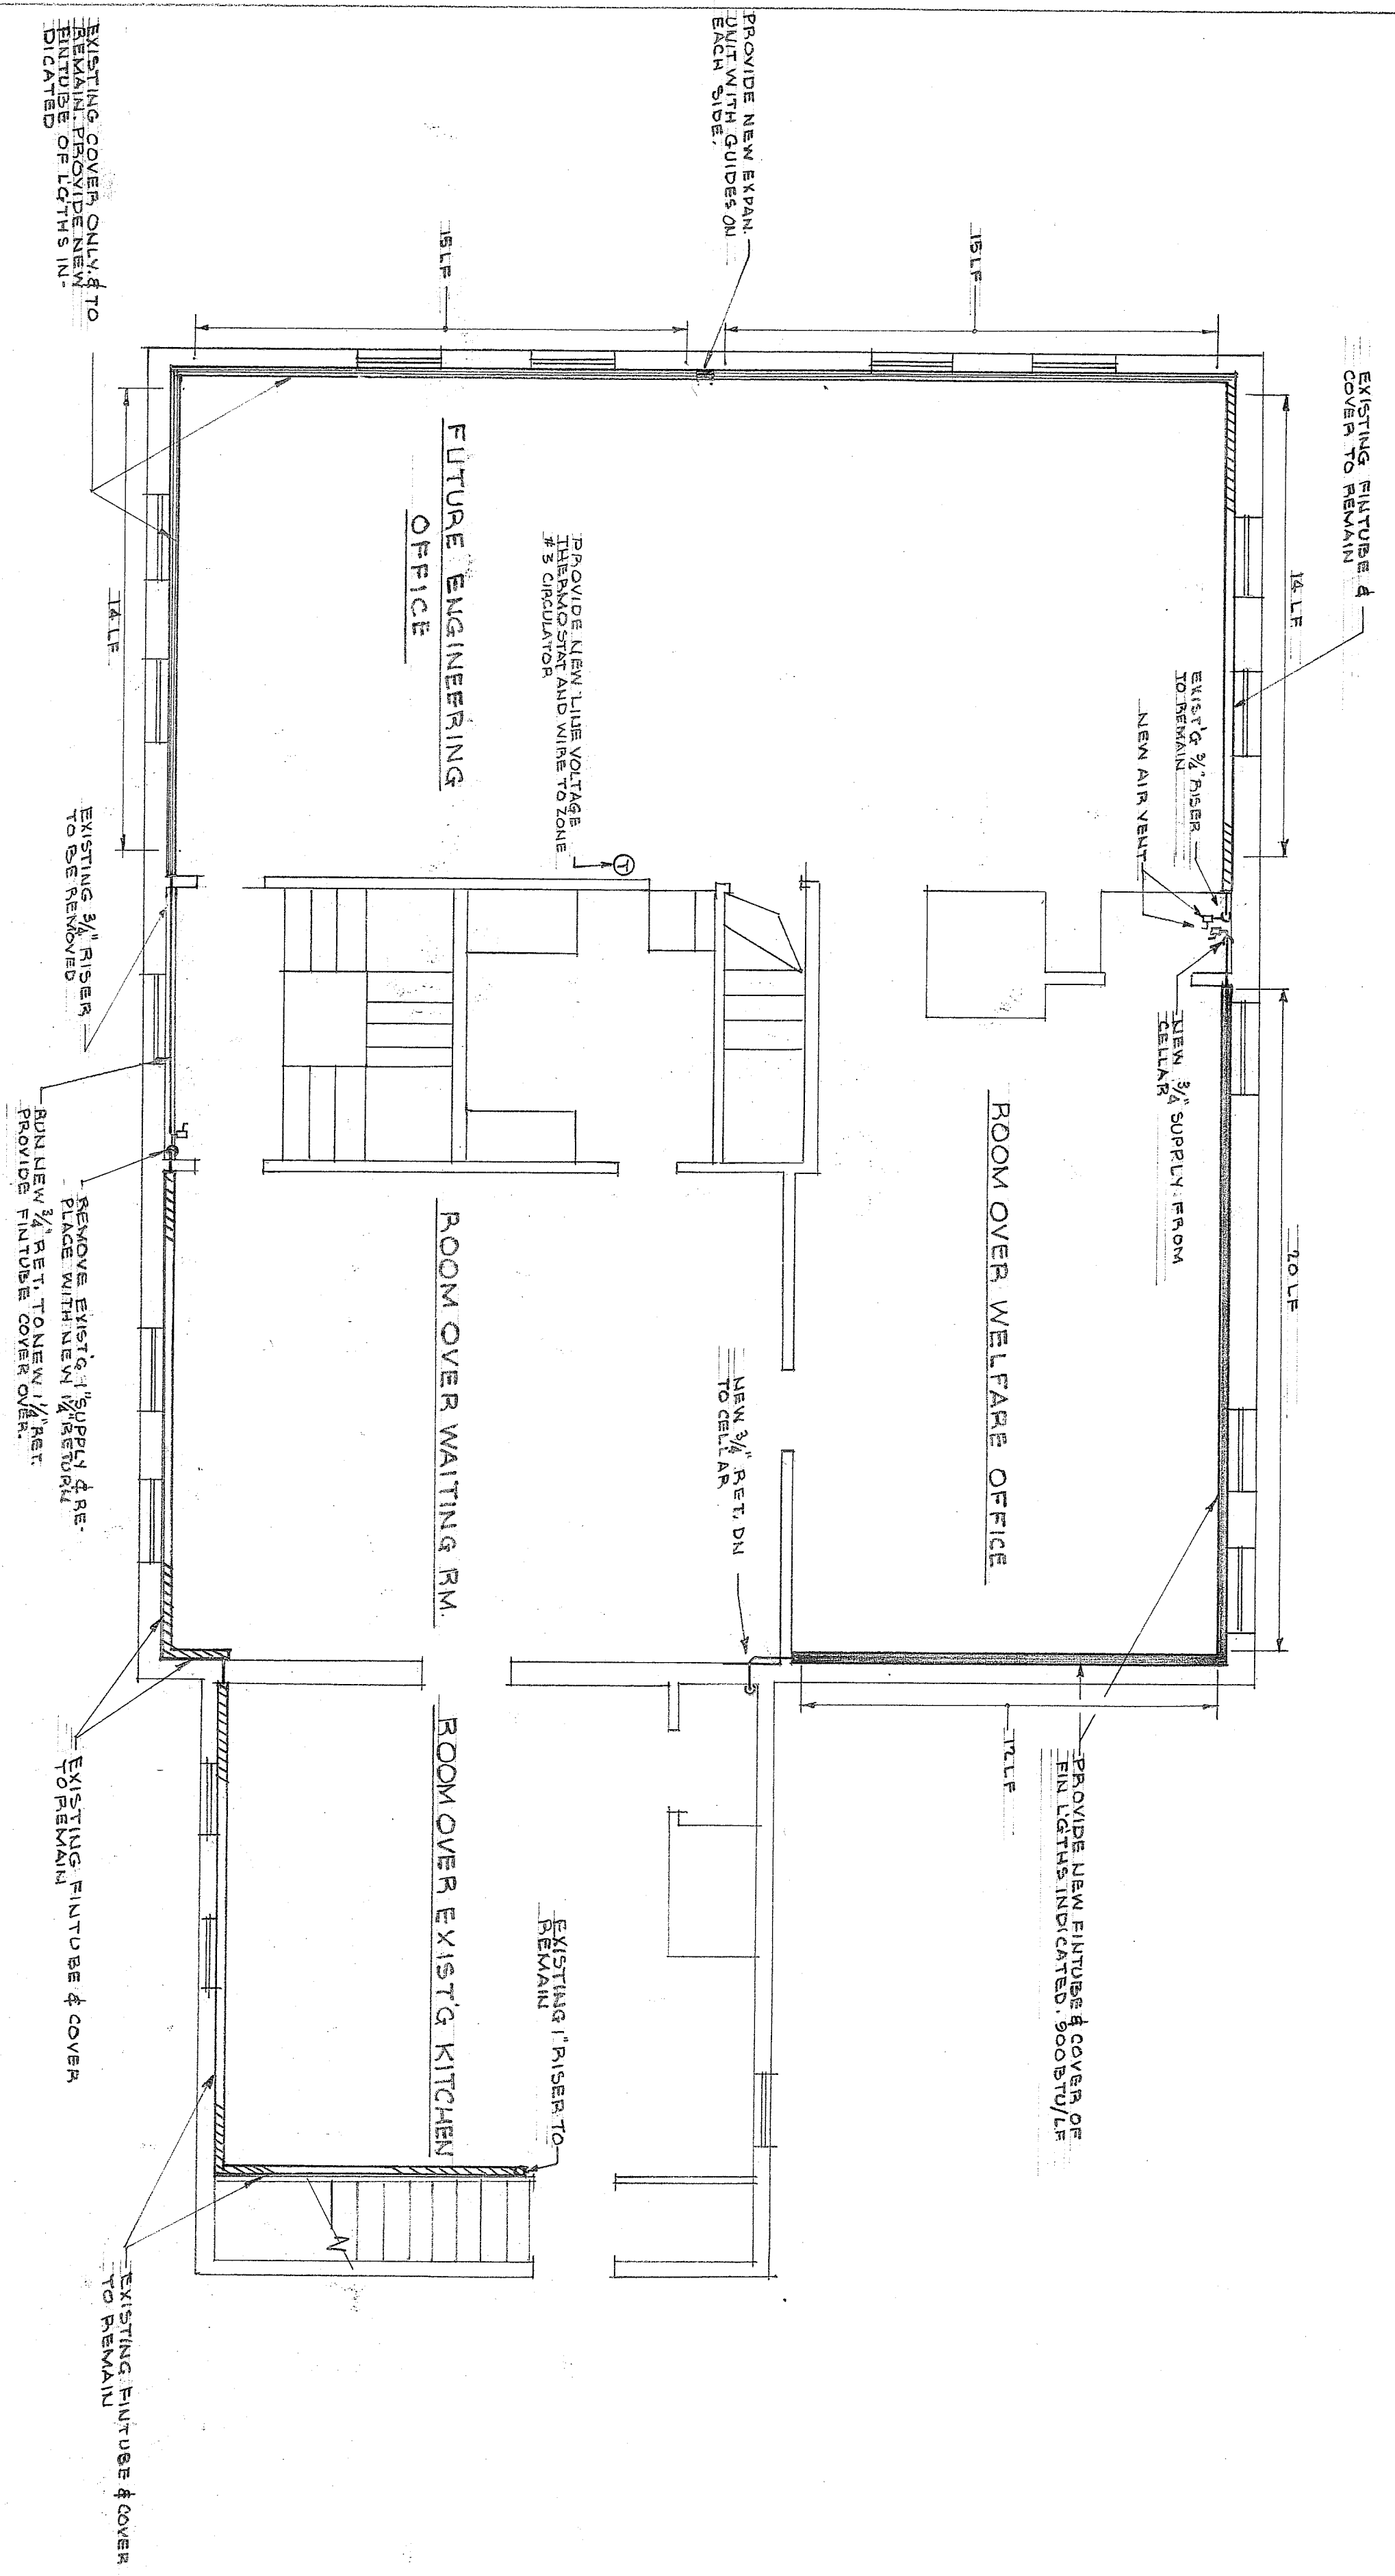 EXISTING FINTUBE &
COVER TO REMAIN
14 LF
EXIST'G 3/4" RISER
TO REMAIN
NEW AIR VENT
20 LF
NEW 3/4" SUPPLY FROM
CELLAR
PROVIDE NEW FINTUBE & COVER OF
FIN L'GTHS INDICATED. 900 BTU/LF
12 LF
15 LF
ROOM OVER WELFARE OFFICE
PROVIDE NEW EXPAN.
UNIT WITH GUIDES ON
EACH SIDE.
NEW 3/4" RET. DN
TO CELLAR
PROVIDE NEW LINE VOLTAGE
THERMOSTAT AND WIRE TO ZONE
#3 CIRCULATOR
T
EXISTING 1" RISER TO
REMAIN
15 LF
FUTURE ENGINEERING
OFFICE
ROOM OVER WAITING RM.
ROOM OVER EXIST'G KITCHEN
14 LF
EXISTING COVER ONLY & TO
REMAIN. PROVIDE NEW
FINTUBE OF LG'THS IN-
DICATED
EXISTING 3/4" RISER
TO BE REMOVED
REMOVE EXIST'G 1" SUPPLY & RE-
PLACE WITH NEW 1 1/4" RETURN
RUN NEW 3/4" RET. TO NEW 1 1/4" RET.
PROVIDE FINTUBE COVER OVER.
EXISTING FINTUBE & COVER
TO REMAIN
EXISTING FINTUBE & COVER
TO REMAIN